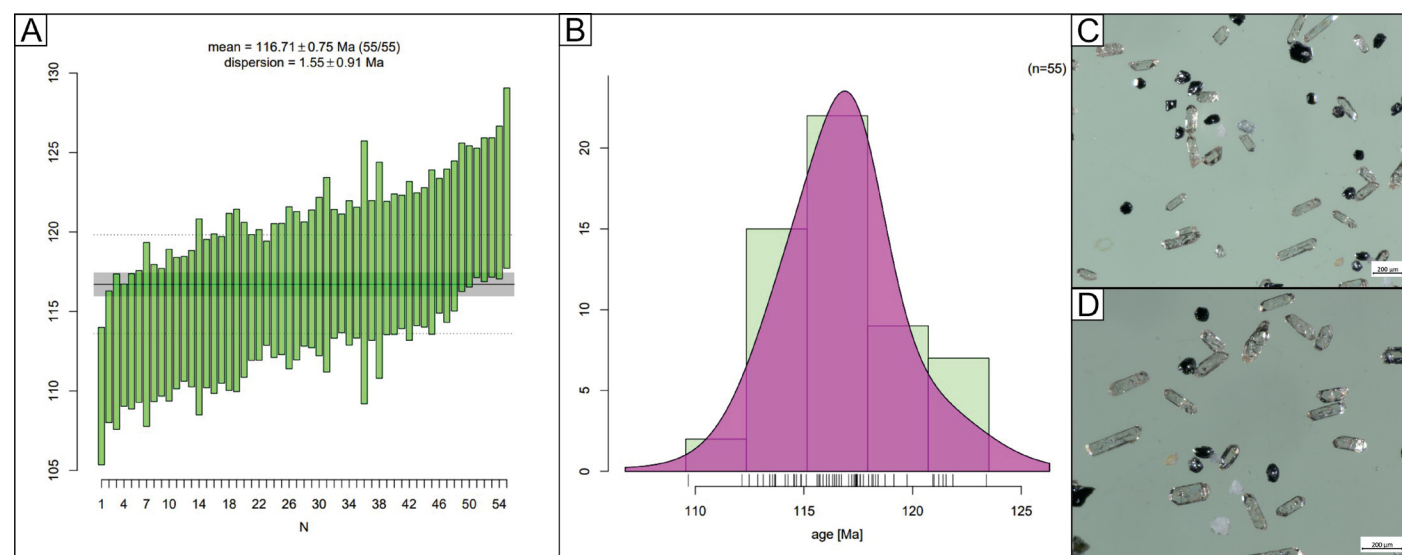 A
mean = 116.71 ± 0.75 Ma (55/55)
dispersion = 1.55 ± 0.91 Ma
130
125
120
115
110
105
1 4 7 10 14 18 22 26 30 34 38 42 46 50 54
N
B
(n=55)
20
15
10
5
0
110 115 120 125
age [Ma]
C
200 µm
D
200 µm